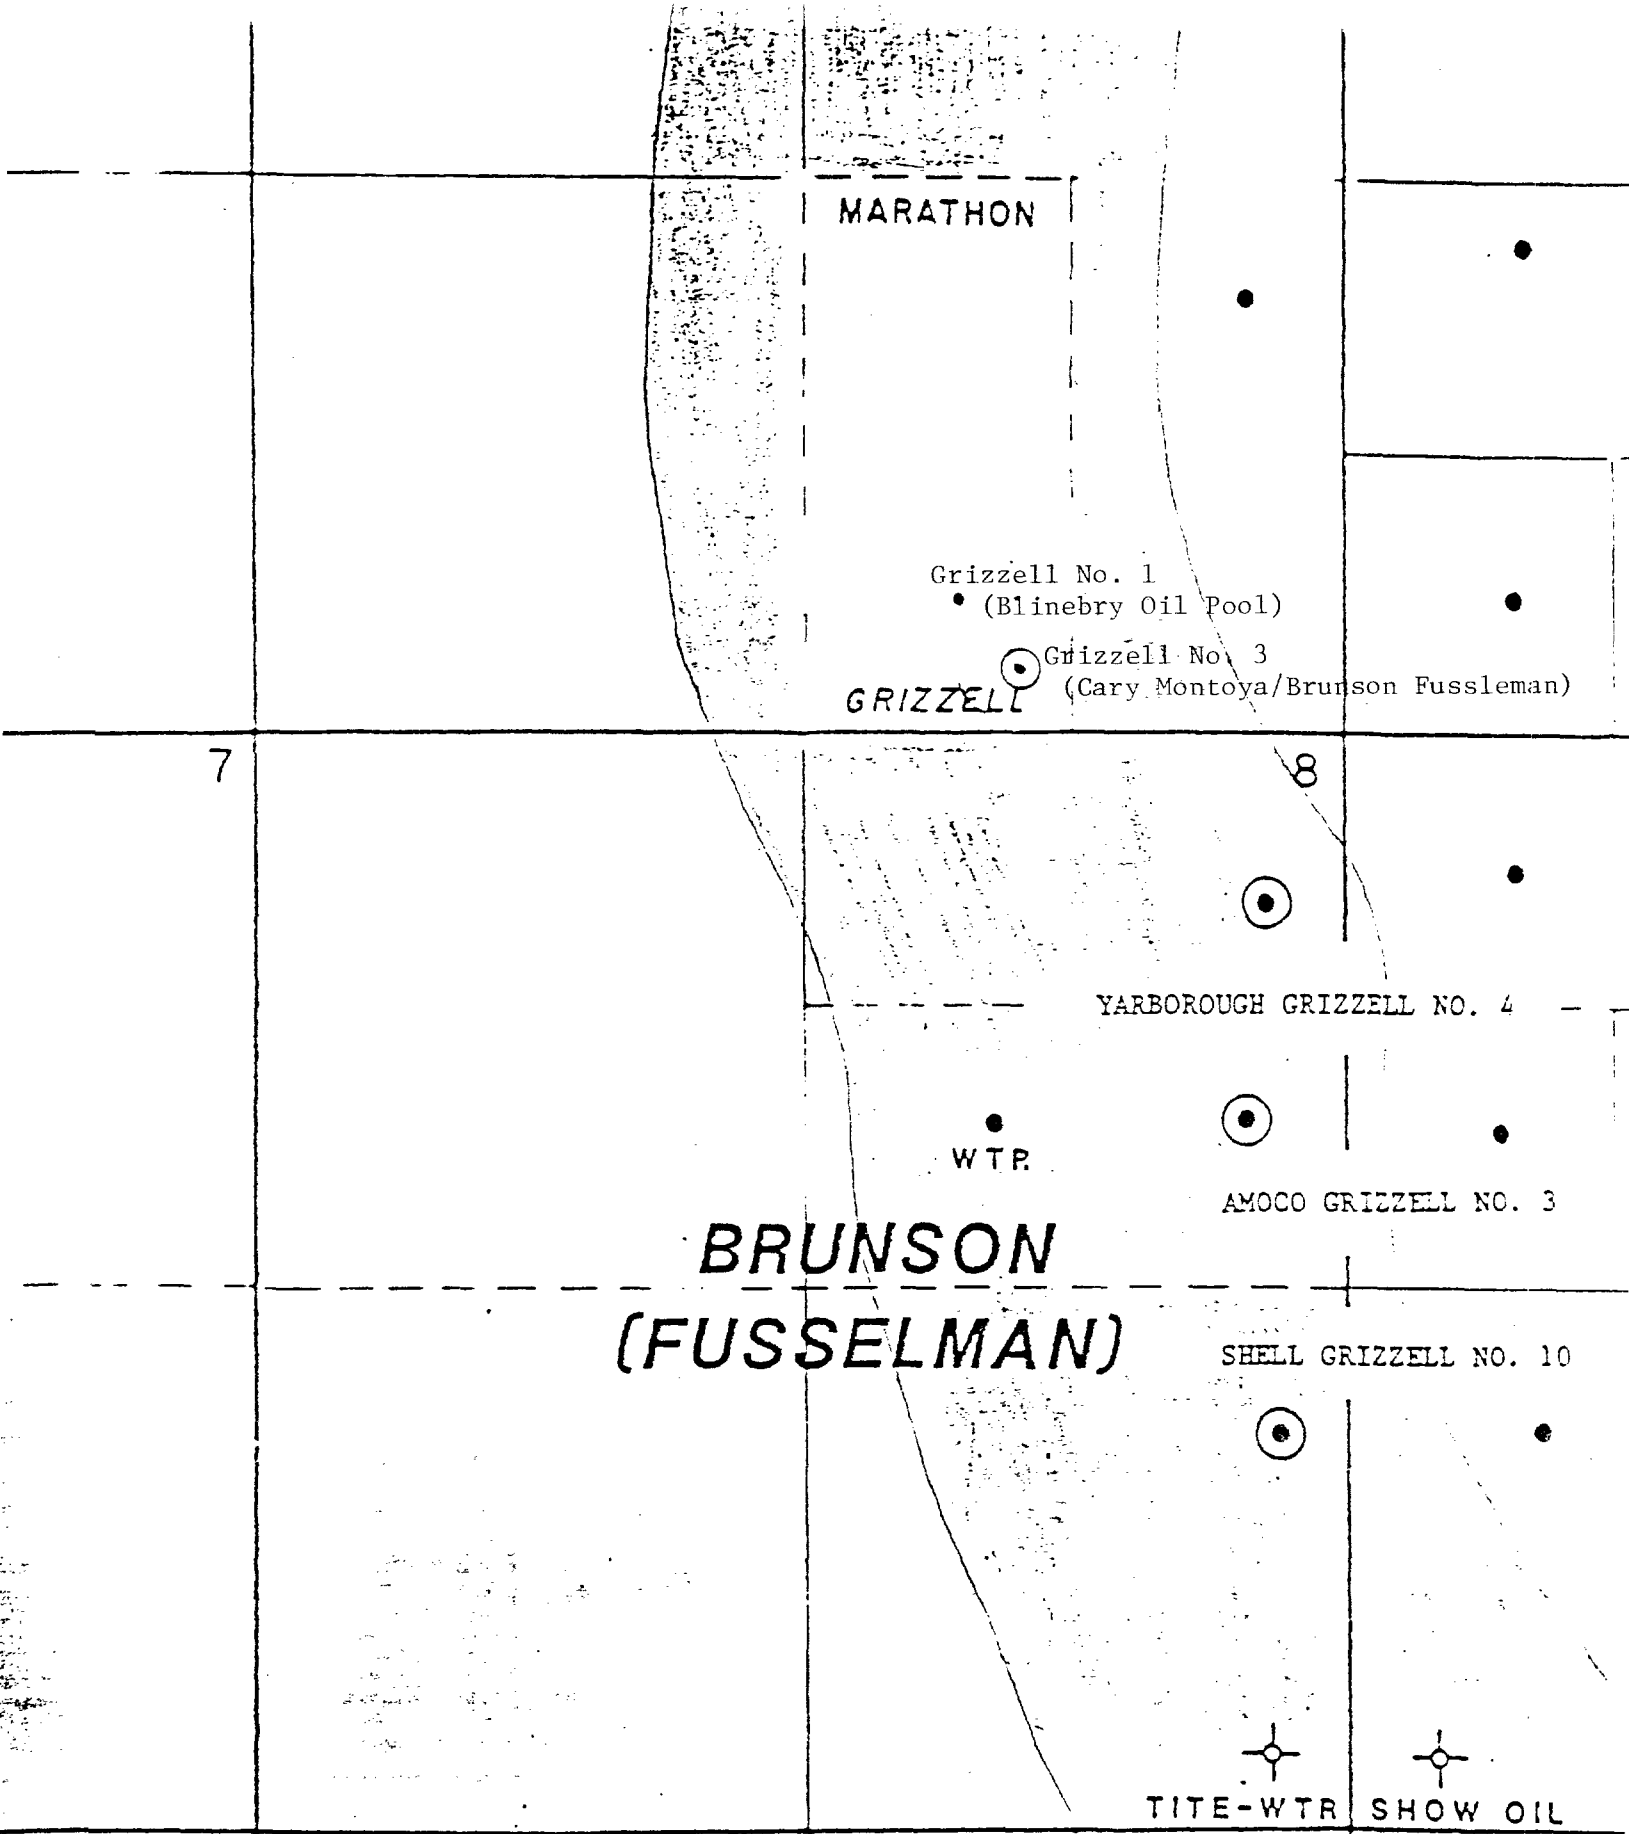 MARATHON
Grizzell No. 1
(Blinebry Oil Pool)
Grizzell No. 3
(Cary Montoya/Brunson Fussleman)
GRIZZELL
7
8
YARBOROUGH GRIZZELL NO. 4
WTP.
AMOCO GRIZZELL NO. 3
BRUNSON
(FUSSELMAN)
SHELL GRIZZELL NO. 10
TITE-WTR SHOW OIL